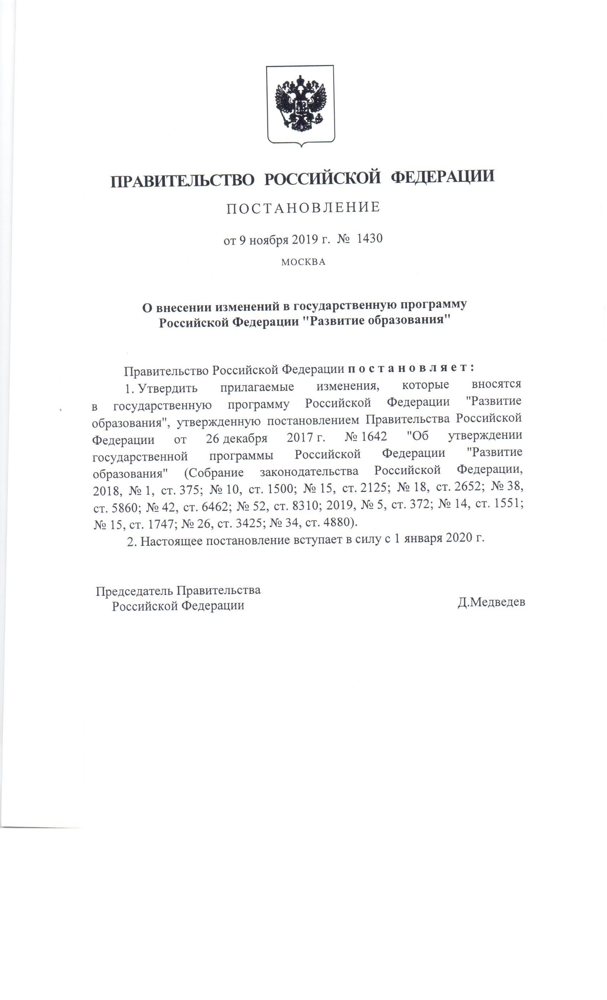 ПРАВИТЕЛЬСТВО РОССИЙСКОЙ ФЕДЕРАЦИИ
ПОСТАНОВЛЕНИЕ
от 9 ноября 2019 г. № 1430
МОСКВА
О внесении изменений в государственную программу
Российской Федерации "Развитие образования"
Правительство Российской Федерации постановляет:
1. Утвердить прилагаемые изменения, которые вносятся
в государственную программу Российской Федерации "Развитие
образования", утвержденную постановлением Правительства Российской
Федерации от 26 декабря 2017 г. № 1642 "Об утверждении
государственной программы Российской Федерации "Развитие
образования" (Собрание законодательства Российской Федерации,
2018, № 1, ст. 375; № 10, ст. 1500; № 15, ст. 2125; № 18, ст. 2652; № 38,
ст. 5860; № 42, ст. 6462; № 52, ст. 8310; 2019, № 5, ст. 372; № 14, ст. 1551;
№ 15, ст. 1747; № 26, ст. 3425; № 34, ст. 4880).
2. Настоящее постановление вступает в силу с 1 января 2020 г.
Председатель Правительства
Российской Федерации
Д.Медведев